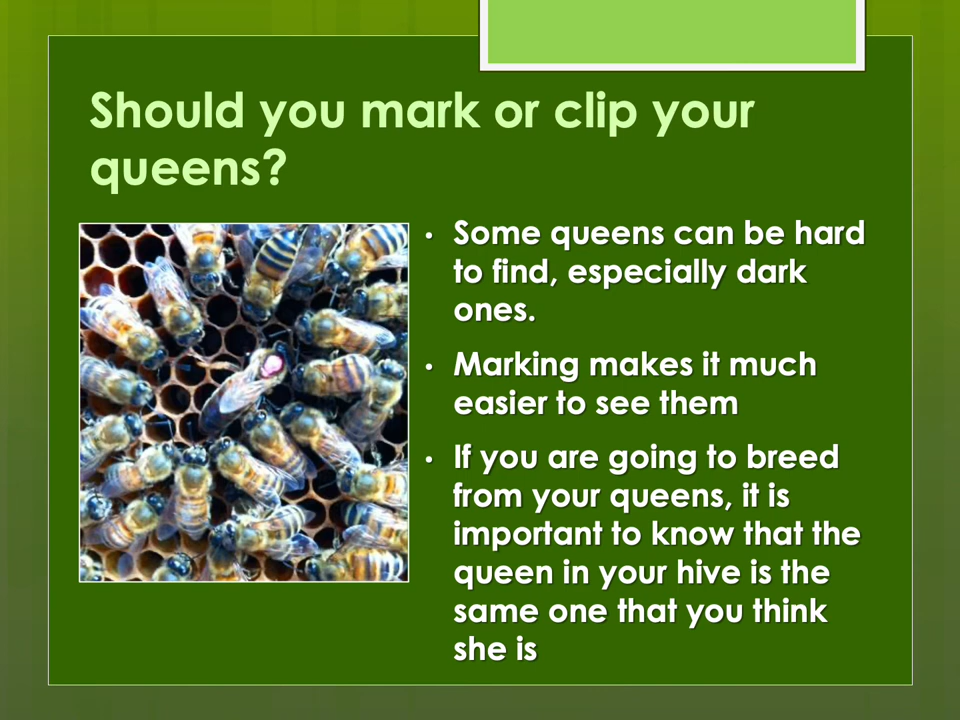 Should you mark or clip your
queens?
• Some queens can be hard
to find, especially dark
ones.
• Marking makes it much
easier to see them
• If you are going to breed
from your queens, it is
important to know that the
queen in your hive is the
same one that you think
she is